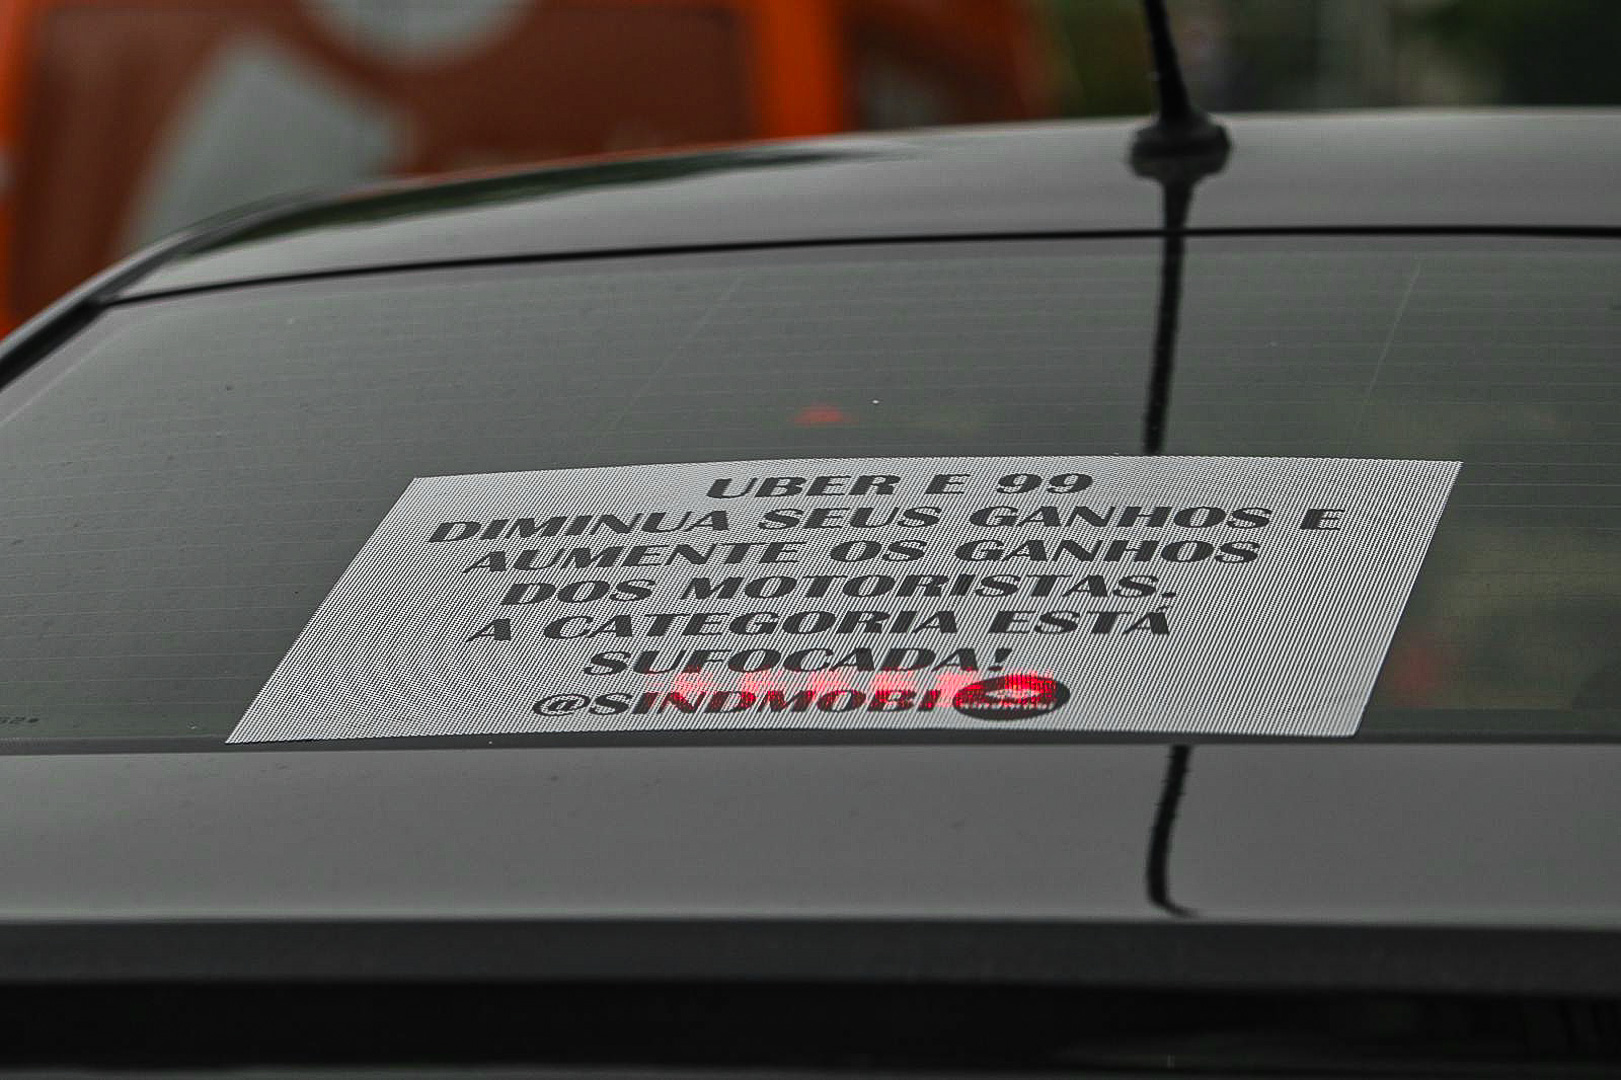 UBER E 99
DIMINUA SEUS GANHOS E
AUMENTE OS GANHOS
DOS MOTORISTAS.
A CATEGORIA ESTÁ
SUFOCADA!
@SINDMOBI